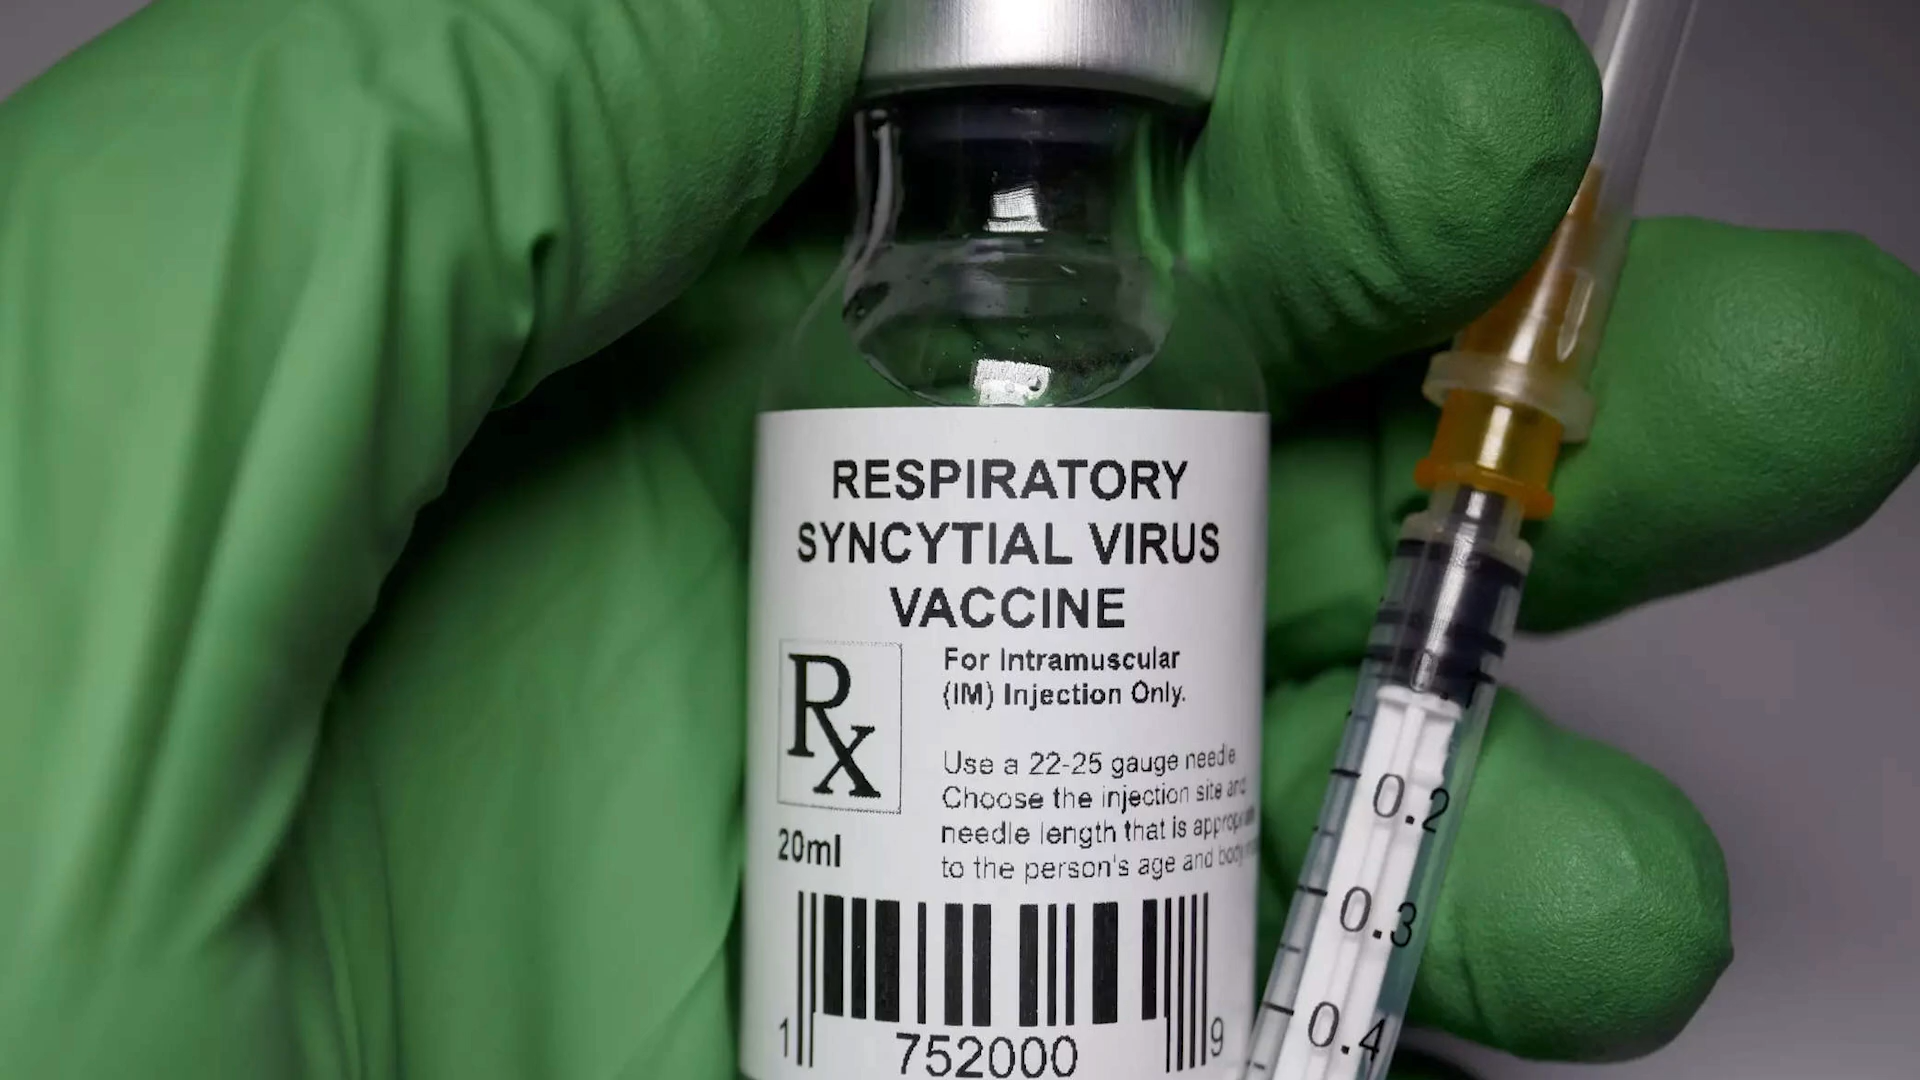 RESPIRATORY
SYNCYTIAL VIRUS
VACCINE
Rx
For Intramuscular
(IM) Injection Only.
Use a 22-25 gauge needle
Choose the injection site and
needle length that is
to the person's age and body
20ml
1 752000 9
0.2
0.3
0.4